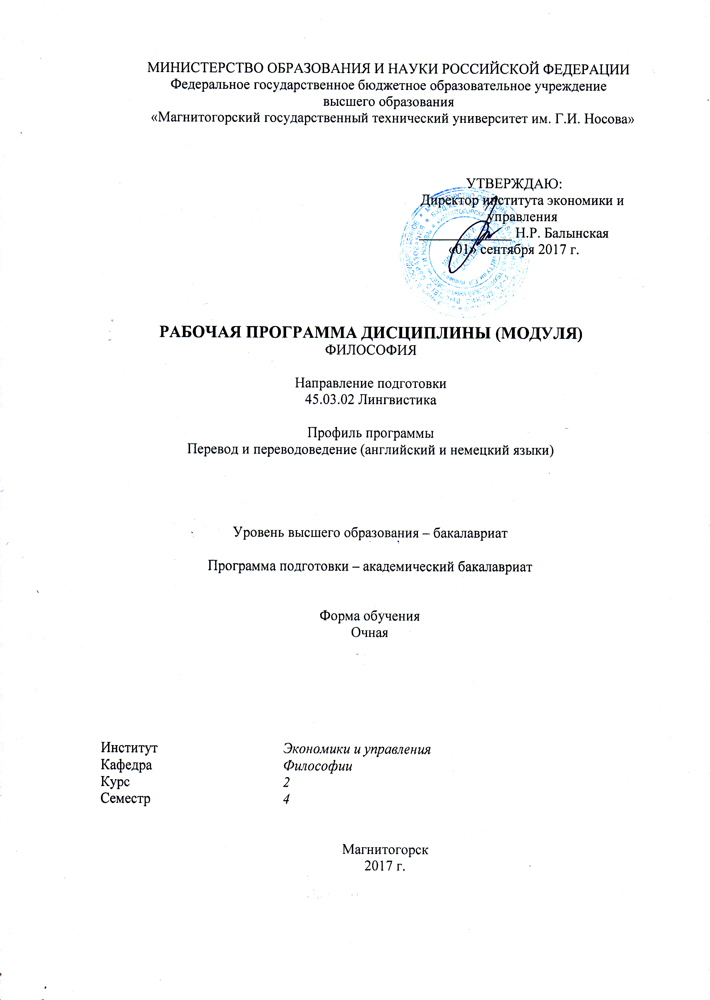 МИНИСТЕРСТВО ОБРАЗОВАНИЯ И НАУКИ РОССИЙСКОЙ ФЕДЕРАЦИИ
Федеральное государственное бюджетное образовательное учреждение
высшего образования
«Магнитогорский государственный технический университет им. Г.И. Носова»
УТВЕРЖДАЮ:
Директор института экономики и
управления
Н.Р. Балынская
«01» сентября 2017 г.
РАБОЧАЯ ПРОГРАММА ДИСЦИПЛИНЫ (МОДУЛЯ)
ФИЛОСОФИЯ
Направление подготовки
45.03.02 Лингвистика
Профиль программы
Перевод и переводоведение (английский и немецкий языки)
Уровень высшего образования – бакалавриат
Программа подготовки – академический бакалавриат
Форма обучения
Очная
Институт Экономики и управления
Кафедра Философии
Курс 2
Семестр 4
Магнитогорск
2017 г.